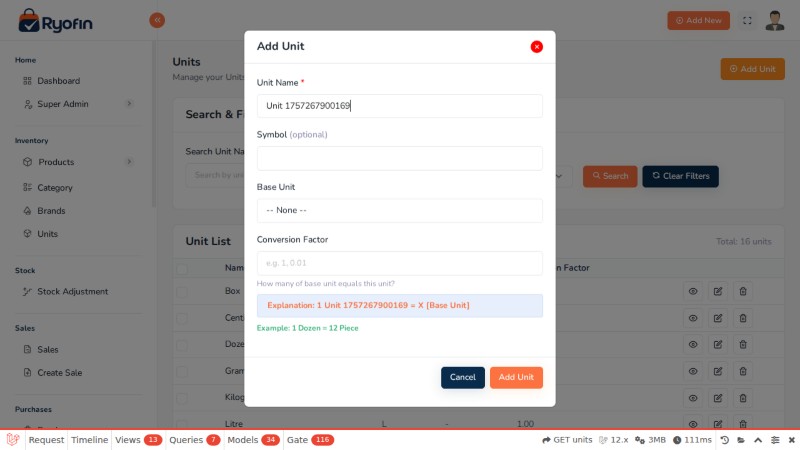 Ryofin
Add New
Home
Dashboard
Super Admin
Inventory
Products
Category
Brands
Units
Stock
Stock Adjustment
Sales
Sales
Create Sale
Purchases
Units
Manage your Units
Add Unit
Search & Fi
Search Unit Na
Search by uni
Search
Clear Filters
Unit List
Total: 16 units
Nam
n Factor
Box
Cent
Doze
Gram
Kilog
Litre
L
-
1.00
Add Unit
Unit Name *
Unit 1757267900169
Symbol (optional)
Base Unit
-- None --
Conversion Factor
e.g. 1, 0.01
How many of base unit equals this unit?
Explanation: 1 Unit 1757267900169 = X [Base Unit]
Example: 1 Dozen = 12 Piece
Cancel
Add Unit
Request
Timeline
Views 13
Queries 7
Models 34
Gate 116
GET units
12.x
3MB
111ms